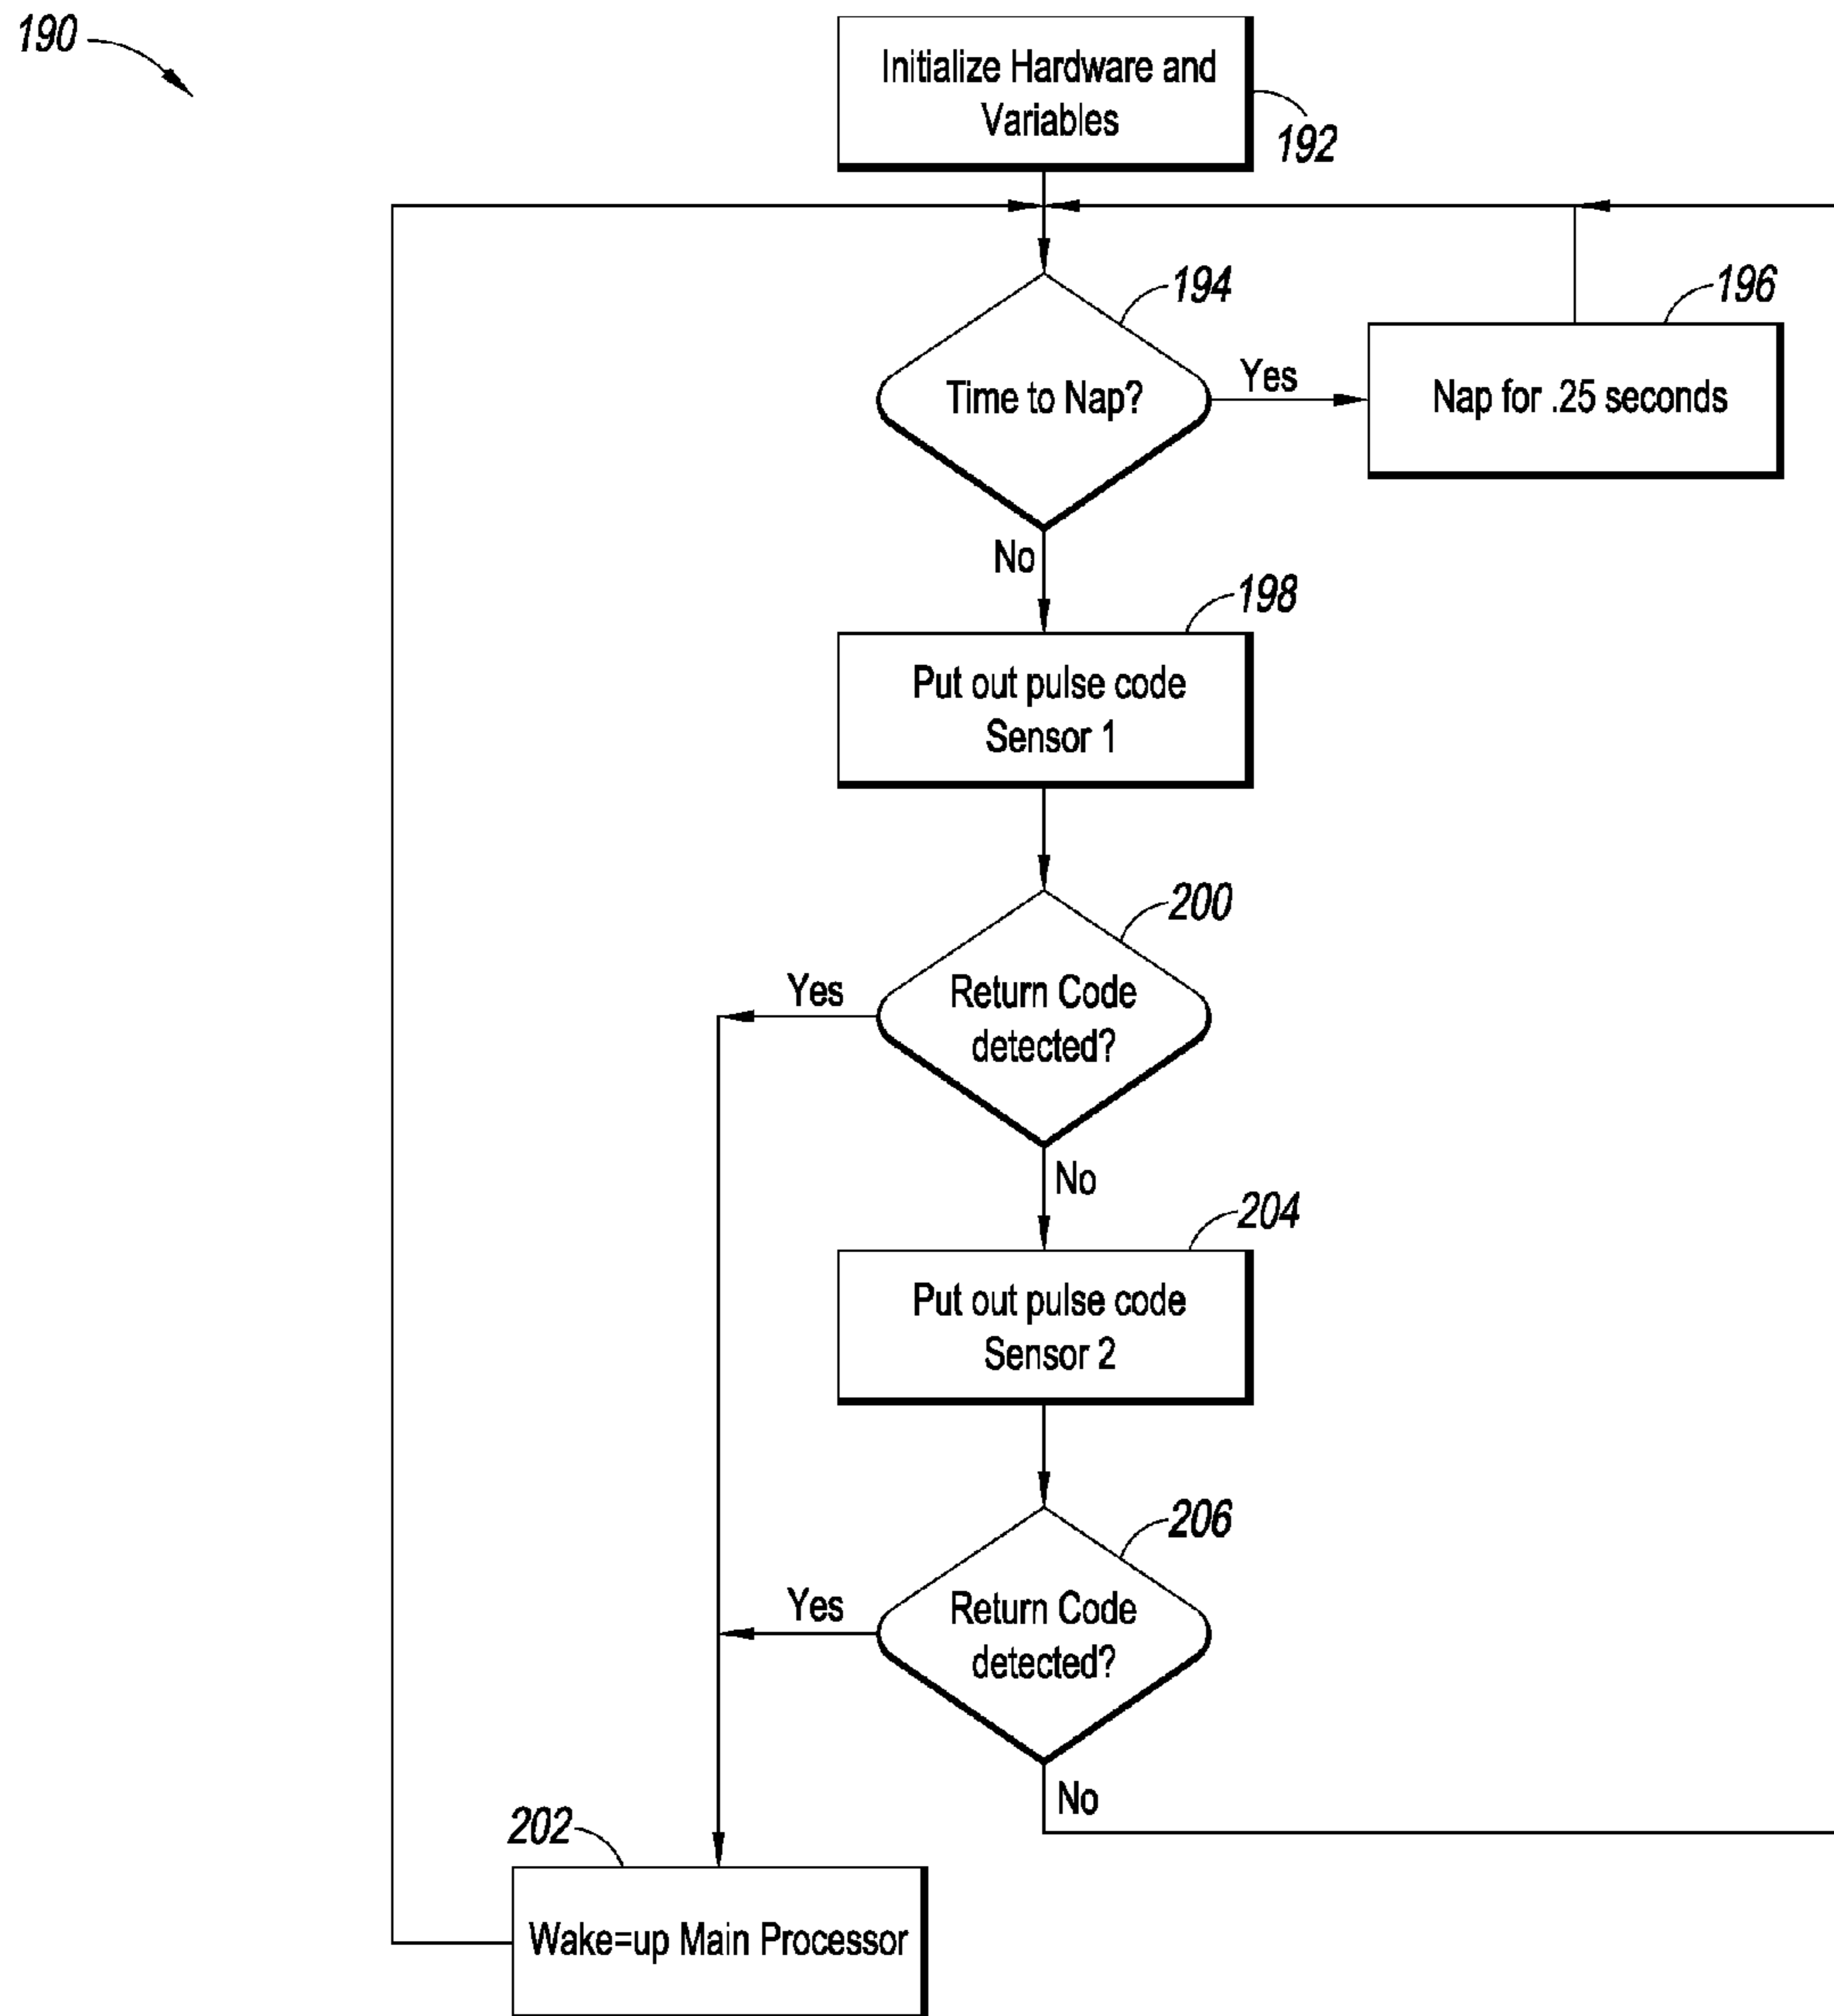 190
Initialize Hardware and
Variables
192
194
Time to Nap?
Yes
196
Nap for .25 seconds
No
198
Put out pulse code
Sensor 1
200
Return Code
detected?
Yes
No
204
Put out pulse code
Sensor 2
206
Return Code
detected?
Yes
No
202
Wake=up Main Processor